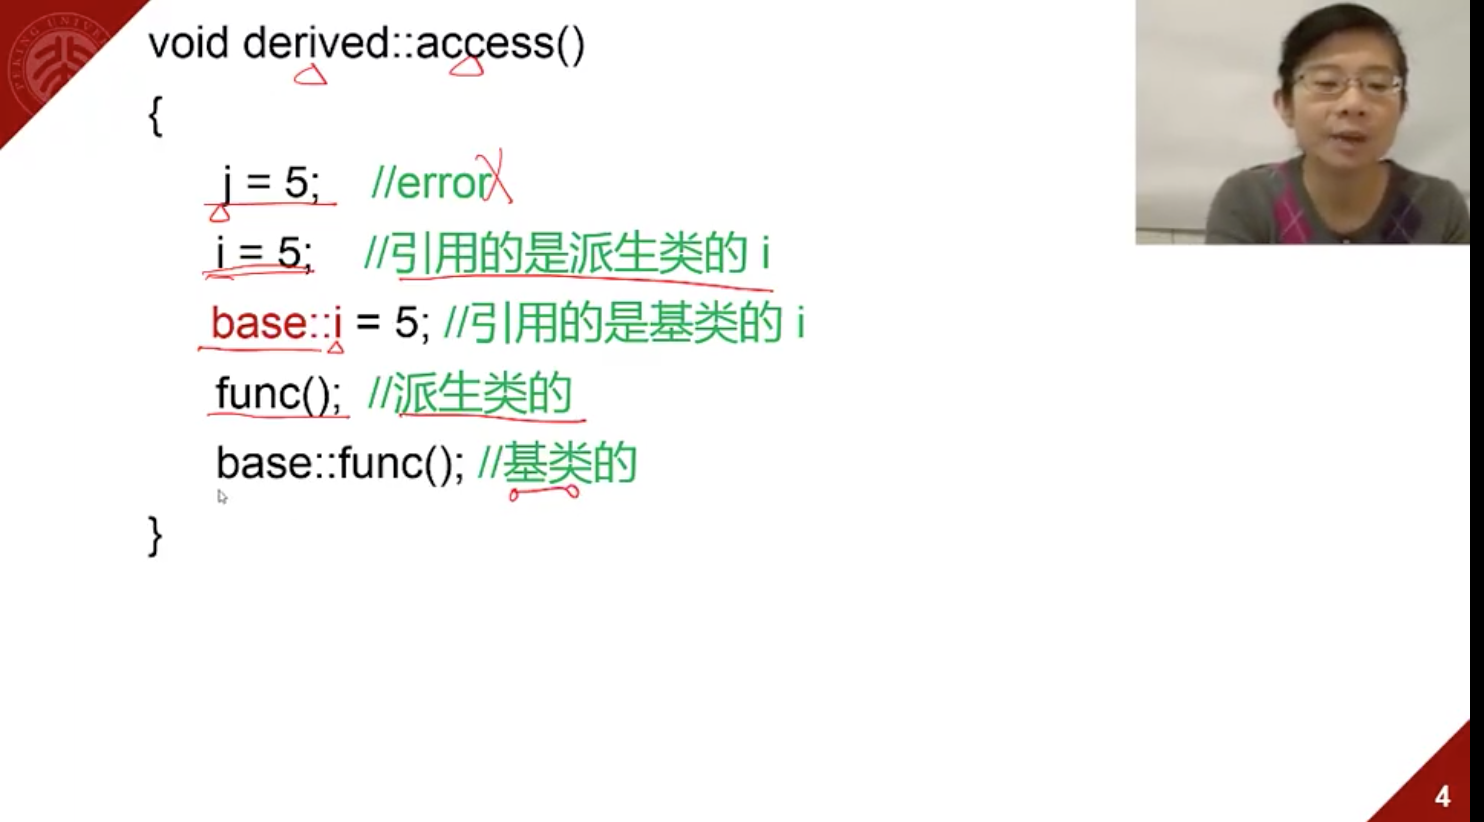 void derived::access()
{
j = 5; //error
i = 5; //引用的是派生类的 i
base::i = 5; //引用的是基类的 i
func(); //派生类的
base::func(); //基类的
}
4